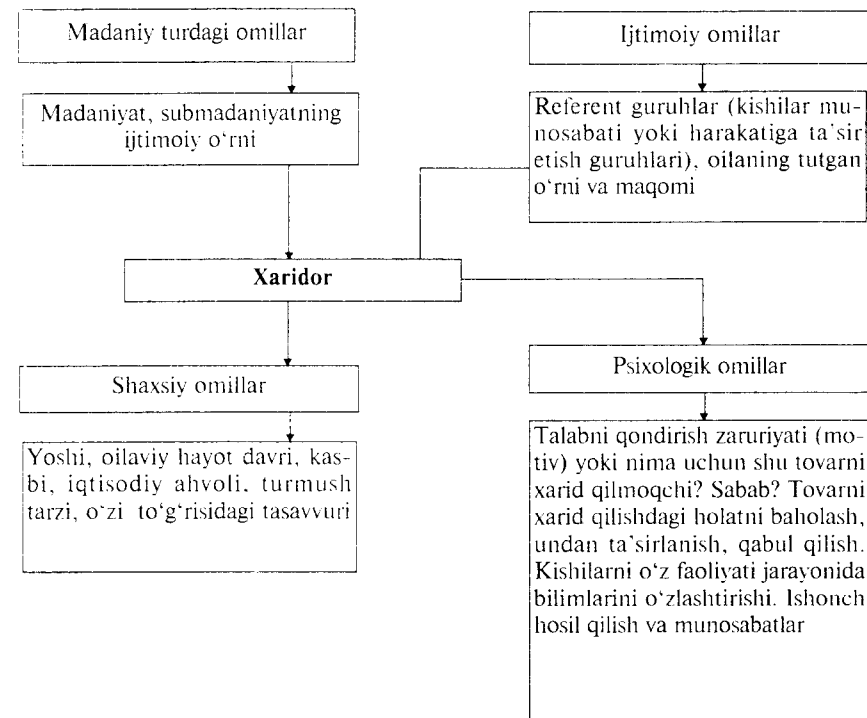 Madaniy turdagi omillar
Madaniyat, submadaniyatning
ijtimoiy o‘rni
Ijtimoiy omillar
Referent guruhlar (kishilar mu-
nosabati yoki harakatiga ta’sir
etish guruhlari), oilaning tutgan
o‘rni va maqomi
Xaridor
Shaxsiy omillar
Yoshi, oilaviy hayot davri, kas-
bi, iqtisodiy ahvoli, turmush
tarzi, o‘zi to‘g‘risidagi tasavvuri
Psixologik omillar
Talabni qondirish zaruriyati (mo-
tiv) yoki nima uchun shu tovarni
xarid qilmoqchi? Sabab? Tovarni
xarid qilishdagi holatni baholash,
undan ta’sirlanish, qabul qilish.
Kishilarni o‘z faoliyati jarayonida
bilimlarini o‘zlashtirishi. Ishonch
hosil qilish va munosabatlar